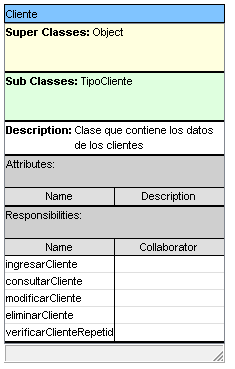 Cliente
Super Classes: Object
Sub Classes: TipoCliente
Description: Clase que contiene los datos
de los clientes
Attributes:
Name Description
Responsibilities:
Name Collaborator
ingresarCliente
consultarCliente
modificarCliente
eliminarCliente
verificarClienteRepetid